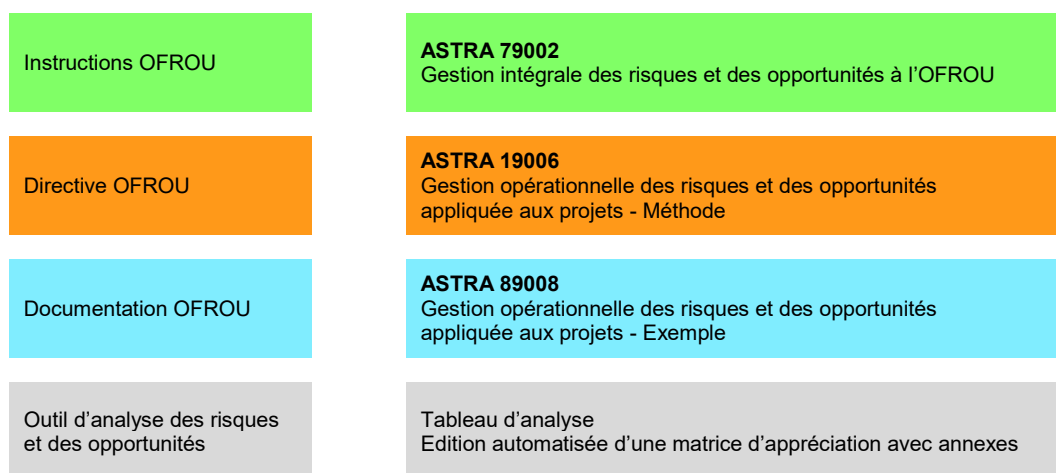 Instructions OFROU
ASTRA 79002
Gestion intégrale des risques et des opportunités à l'OFROU
Directive OFROU
ASTRA 19006
Gestion opérationnelle des risques et des opportunités
appliquée aux projets - Méthode
Documentation OFROU
ASTRA 89008
Gestion opérationnelle des risques et des opportunités
appliquée aux projets - Exemple
Outil d'analyse des risques
et des opportunités
Tableau d'analyse
Edition automatisée d'une matrice d'appréciation avec annexes